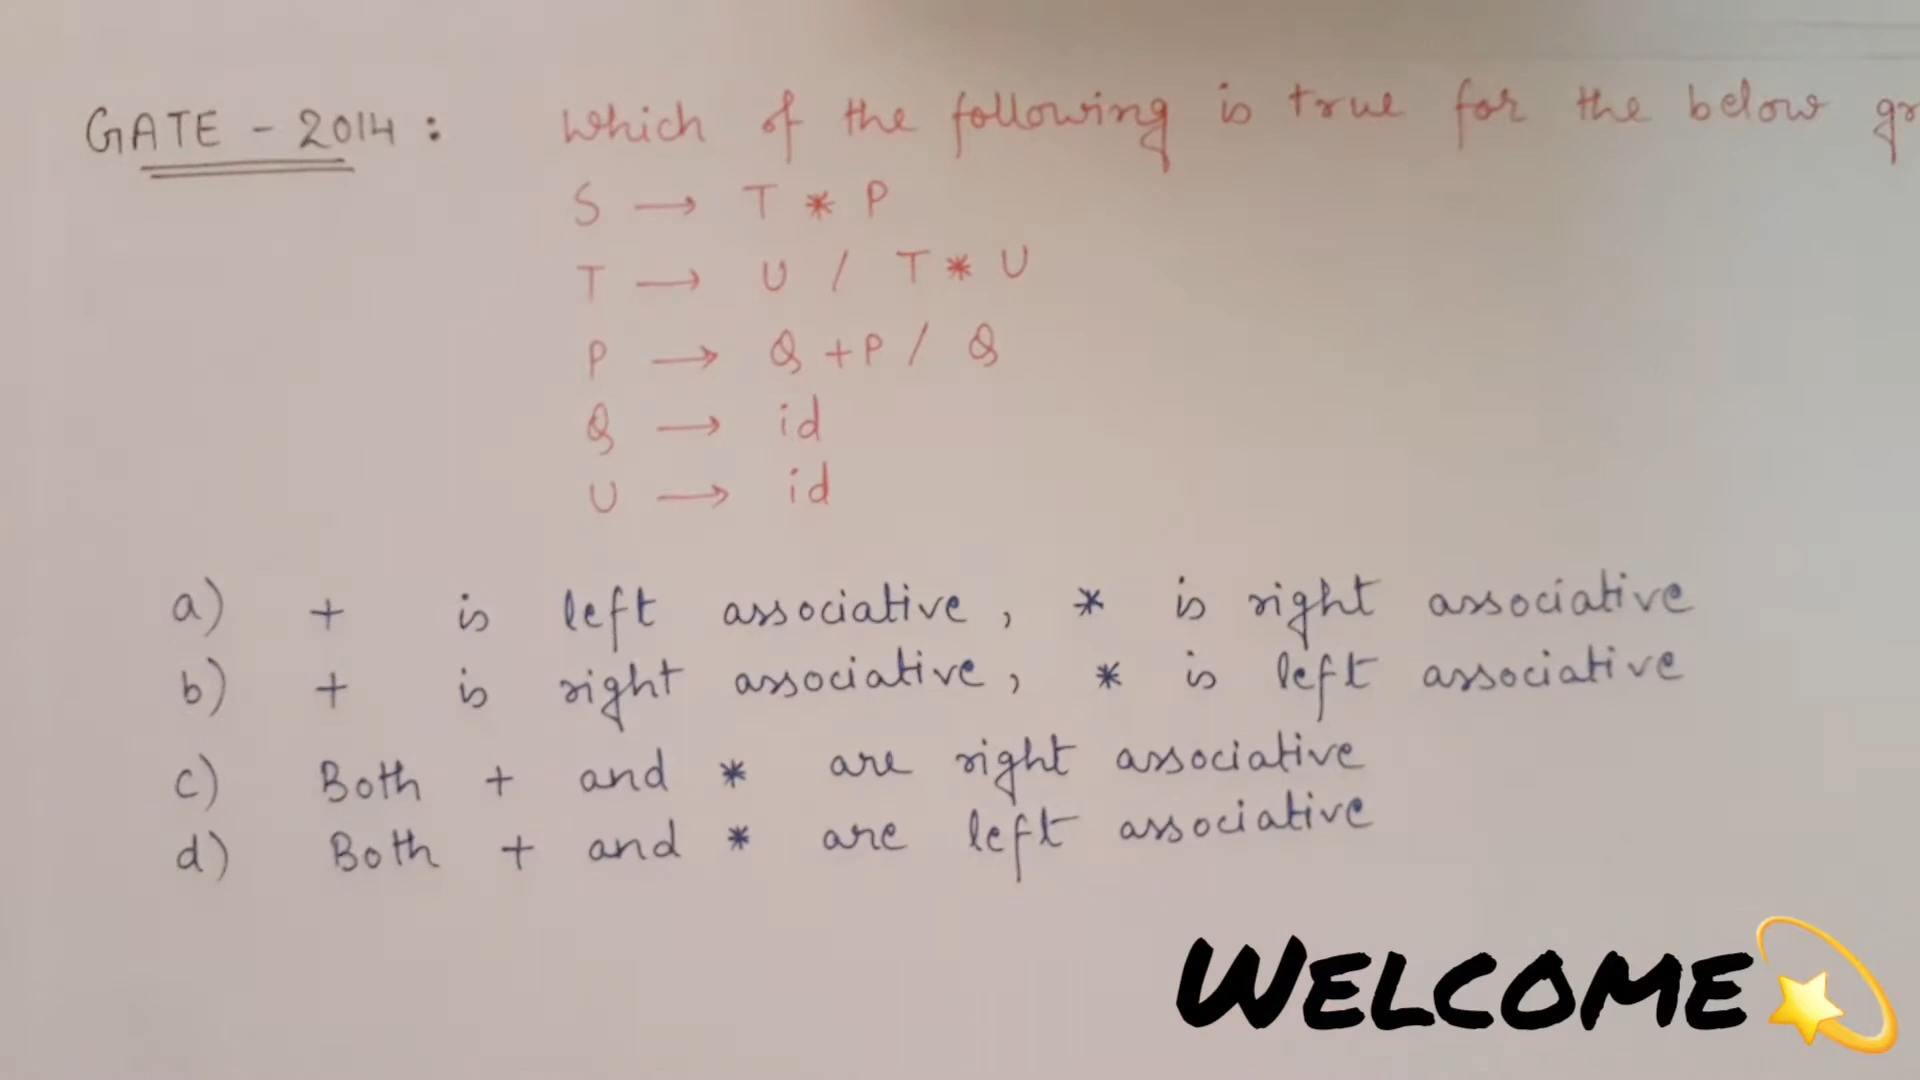 GATE - 2014 : Which of the following is true for the below
S → T * P
T → U / T * U
P → Q + P / Q
Q → id
U → id
a) + is left associative, * is right associative
b) + is right associative, * is left associative
c) Both + and * are right associative
d) Both + and * are left associative
WELCOME